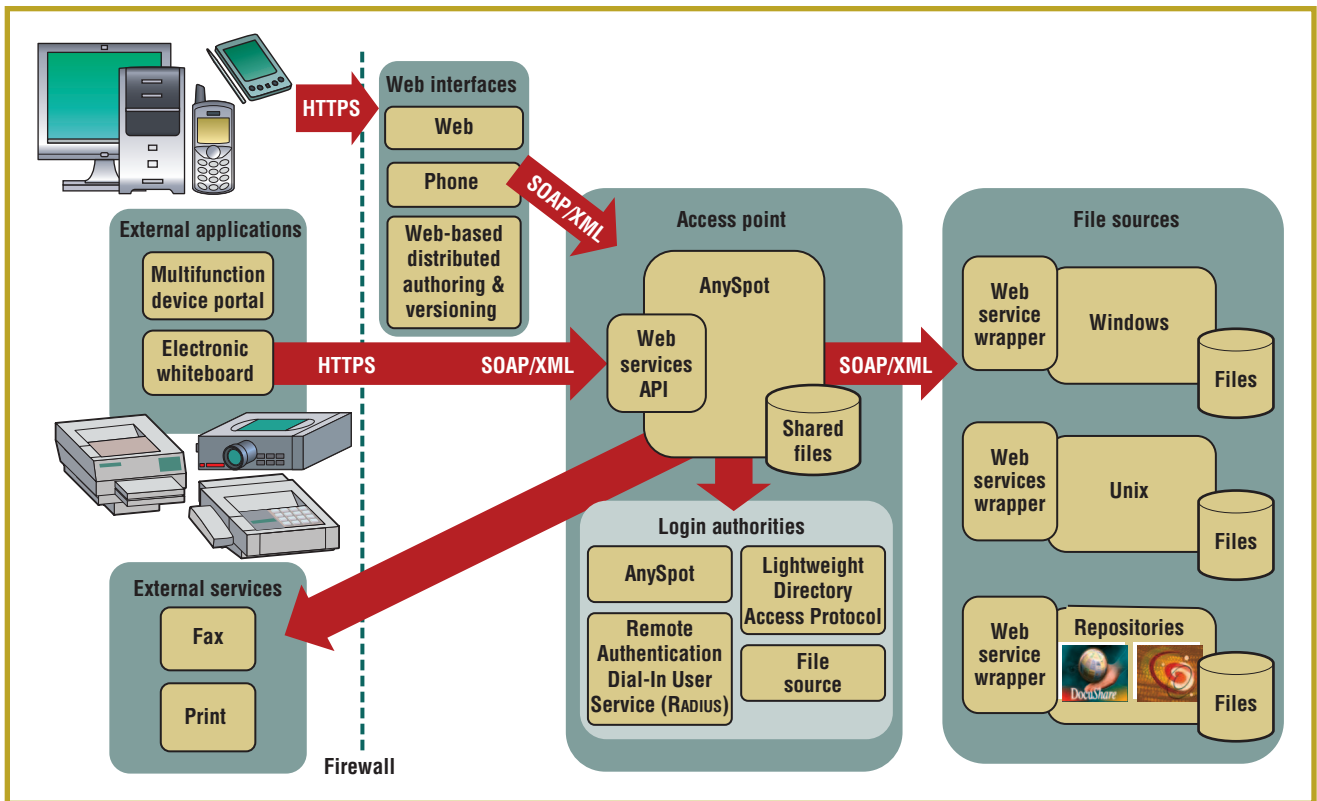 HTTPS
Web interfaces
Web
Phone
Web-based
distributed
authoring &
versioning
SOAP/XML
External applications
Multifunction
device portal
Electronic
whiteboard
HTTPS
SOAP/XML
Access point
AnySpot
Web
services
API
Shared
files
SOAP/XML
File sources
Web
service
wrapper
Windows
Files
Web
services
wrapper
Unix
Files
Web
service
wrapper
Repositories
DocuShare
Files
Login authorities
AnySpot
Lightweight
Directory
Access Protocol
Remote
Authentication
Dial-In User
Service (RADIUS)
File
source
External services
Fax
Print
Firewall